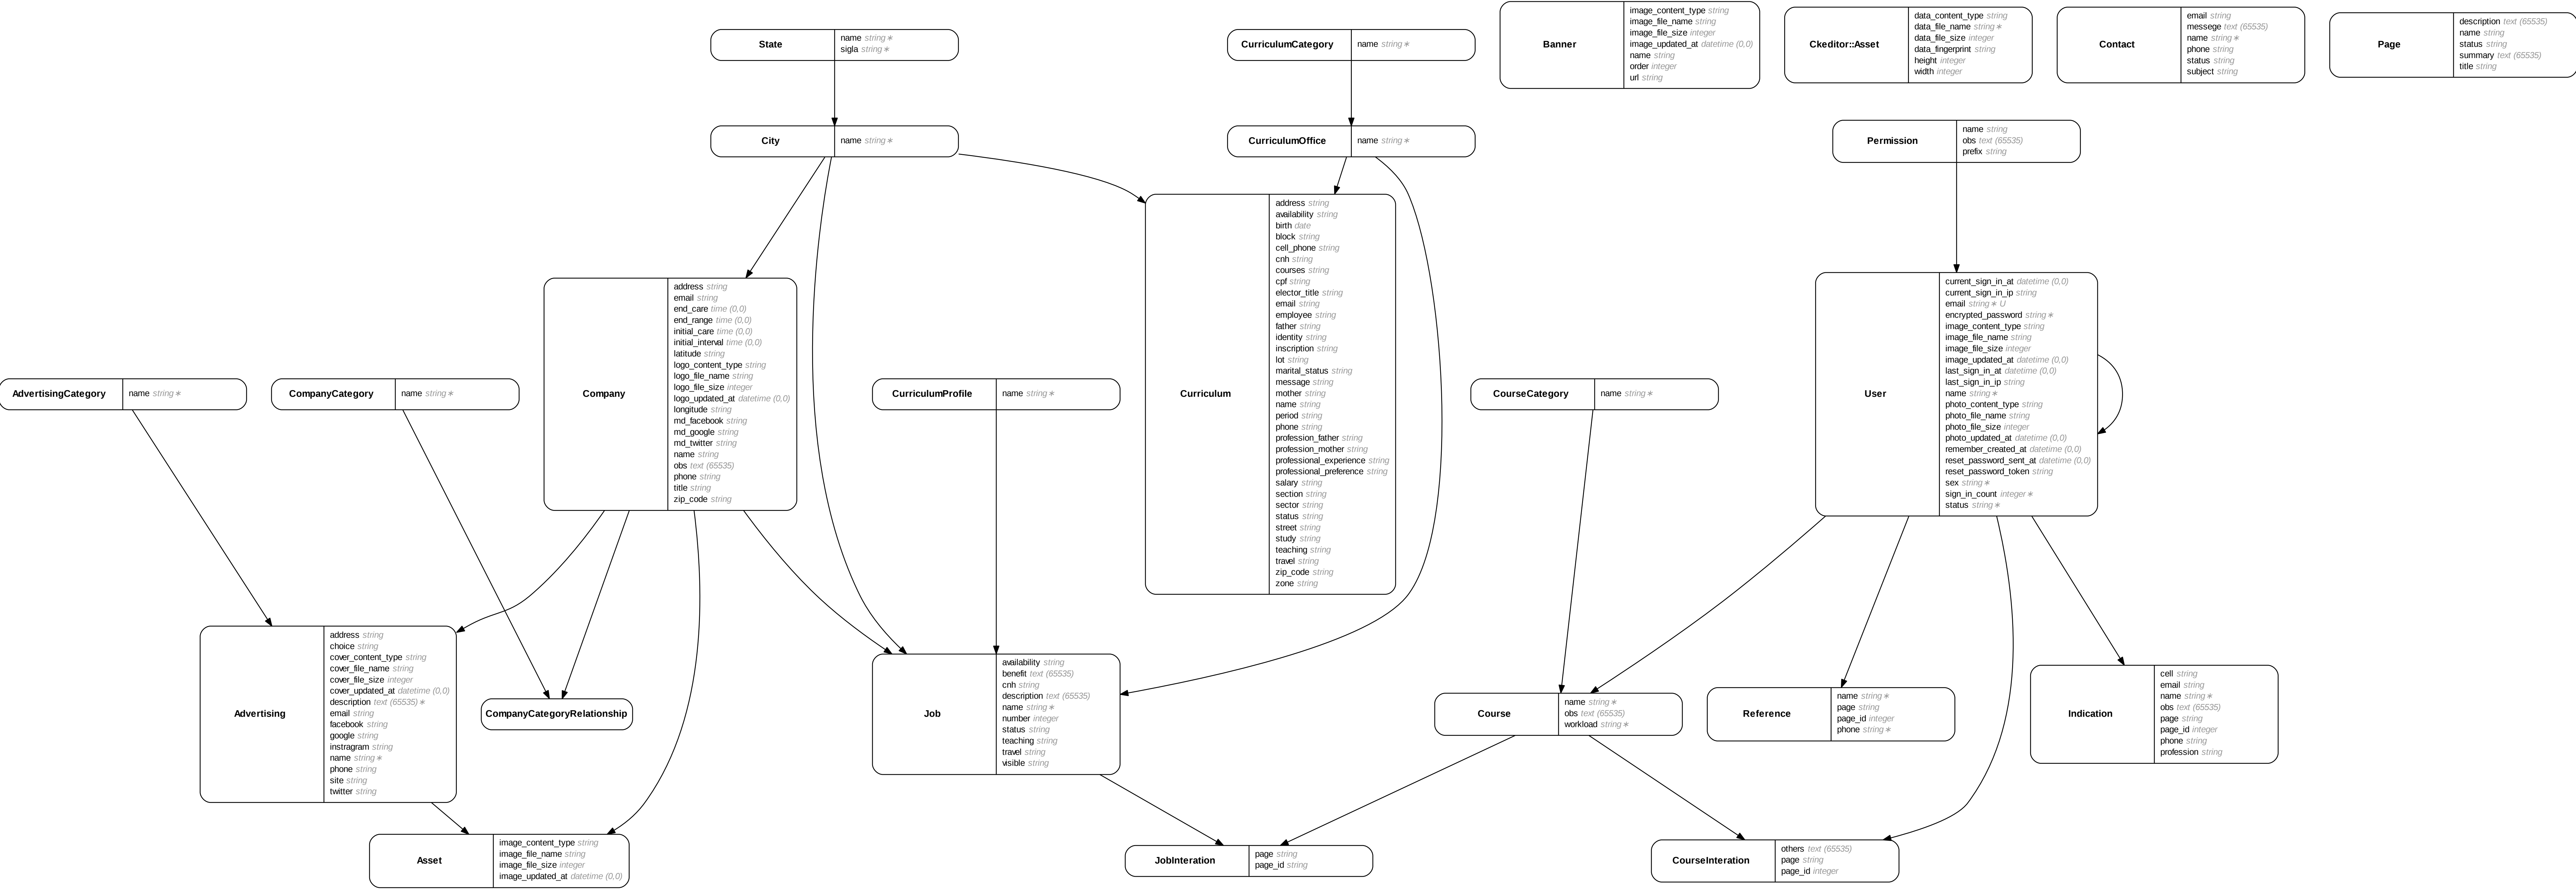 State
name string ∗
sigla string ∗
CurriculumCategory
name string ∗
Banner
image_content_type string
image_file_name string
image_file_size integer
image_updated_at datetime (0,0)
name string
order integer
url string
Ckeditor::Asset
data_content_type string
data_file_name string ∗
data_file_size integer
data_fingerprint string
height integer
width integer
Contact
email string
messege text (65535)
name string ∗
phone string
status string
subject string
Page
description text (65535)
name string
status string
summary text (65535)
title string
City
name string ∗
CurriculumOffice
name string ∗
Permission
name string
obs text (65535)
prefix string
Company
address string
email string
end_care time (0,0)
end_range time (0,0)
initial_care time (0,0)
initial_interval time (0,0)
latitude string
logo_content_type string
logo_file_name string
logo_file_size integer
logo_updated_at datetime (0,0)
longitude string
md_facebook string
md_google string
md_twitter string
name string
obs text (65535)
phone string
title string
zip_code string
Curriculum
address string
availability string
birth date
block string
cell_phone string
cnh string
courses string
cpf string
elector_title string
email string
employee string
father string
identity string
inscription string
lot string
marital_status string
message string
mother string
name string
period string
phone string
profession_father string
profession_mother string
professional_experience string
professional_preference string
salary string
section string
sector string
status string
street string
study string
teaching string
travel string
zip_code string
zone string
User
current_sign_in_at datetime (0,0)
current_sign_in_ip string
email string ∗ U
encrypted_password string ∗
image_content_type string
image_file_name string
image_file_size integer
image_updated_at datetime (0,0)
last_sign_in_at datetime (0,0)
last_sign_in_ip string
name string ∗
photo_content_type string
photo_file_name string
photo_file_size integer
photo_updated_at datetime (0,0)
remember_created_at datetime (0,0)
reset_password_sent_at datetime (0,0)
reset_password_token string
sex string ∗
sign_in_count integer ∗
status string ∗
AdvertisingCategory
name string ∗
CompanyCategory
name string ∗
CurriculumProfile
name string ∗
CourseCategory
name string ∗
Advertising
address string
choice string
cover_content_type string
cover_file_name string
cover_file_size integer
cover_updated_at datetime (0,0)
description text (65535) ∗
email string
facebook string
google string
instragram string
name string ∗
phone string
site string
twitter string
CompanyCategoryRelationship
Job
availability string
benefit text (65535)
cnh string
description text (65535)
name string ∗
number integer
status string
teaching string
travel string
visible string
Course
name string ∗
obs text (65535)
workload string ∗
Reference
name string ∗
page string
page_id integer
phone string ∗
Indication
cell string
email string
name string ∗
obs text (65535)
page string
page_id integer
phone string
profession string
Asset
image_content_type string
image_file_name string
image_file_size integer
image_updated_at datetime (0,0)
JobInteration
page string
page_id string
CourseInteration
others text (65535)
page string
page_id integer